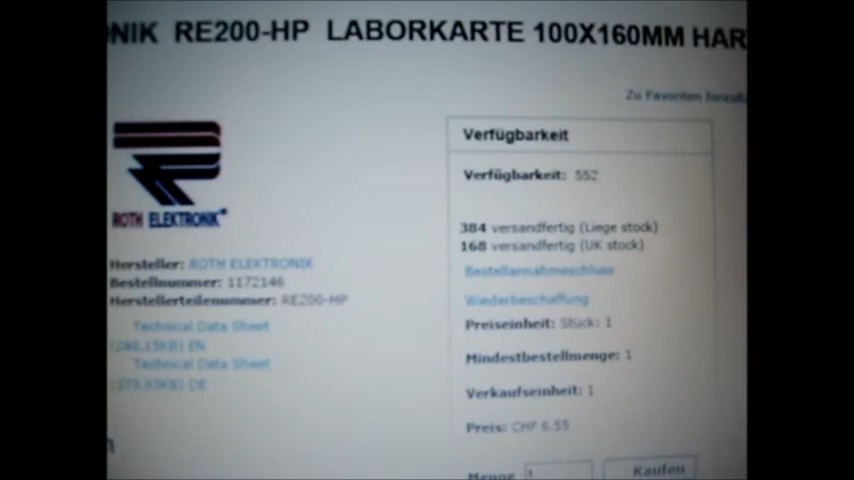 NIK RE200-HP LABORKARTE 100X160MM HAR
Zu Favoriten hinzufü
ROTH ELEKTRONIK
Hersteller: ROTH ELEKTRONIK
Bestellnummer: 1172146
Herstellerteilenummer: RE200-HP
Technical Data Sheet
(248.15KB) EN
Technical Data Sheet
(379.93KB) DE
Verfügbarkeit
Verfügbarkeit: 552
384 versandfertig (Liege stock)
168 versandfertig (UK stock)
Bestellannahmeschluss
Wiederbeschaffung
Preiseinheit: Stück: 1
Mindestbestellmenge: 1
Verkaufseinheit: 1
Preis: CHF 6.55
Menge 1 Kaufen